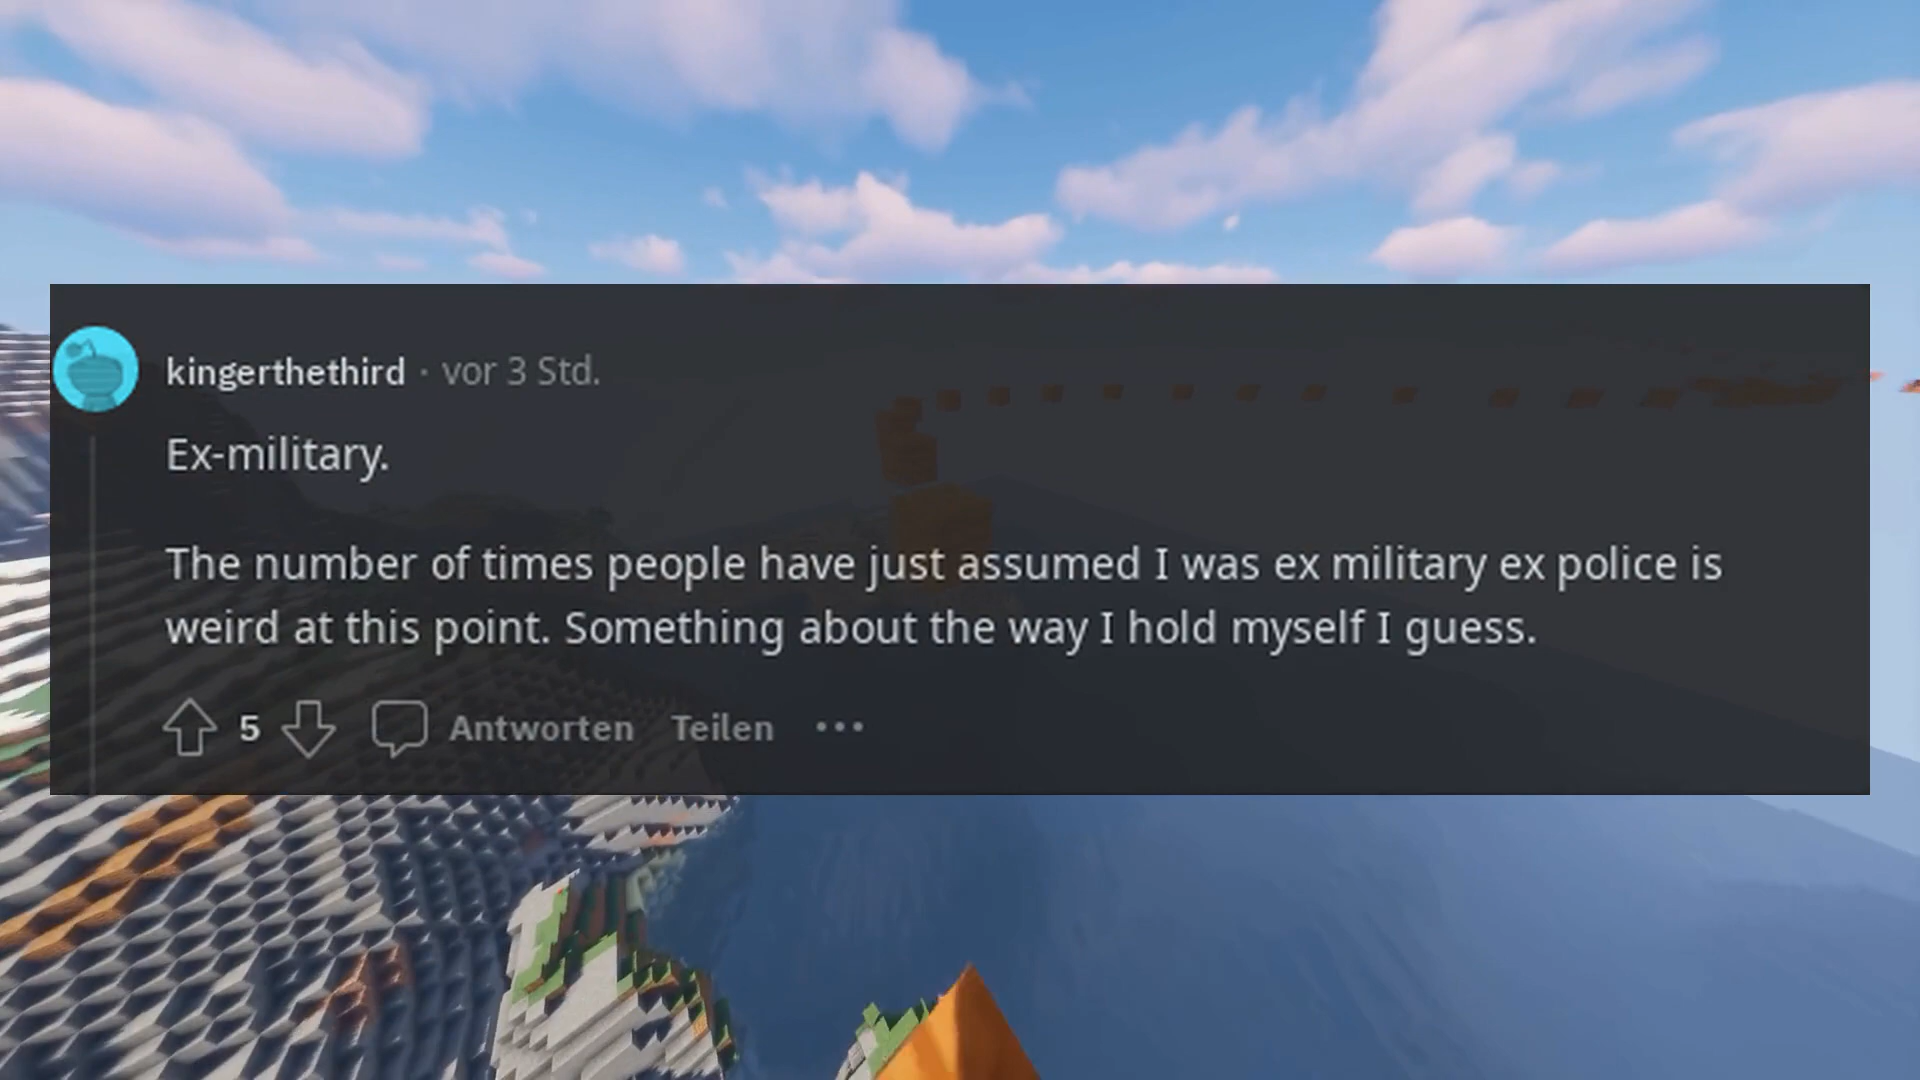 kingerthethird · vor 3 Std.
Ex-military.
The number of times people have just assumed I was ex military ex police is
weird at this point. Something about the way I hold myself I guess.
5 Antworten Teilen ...